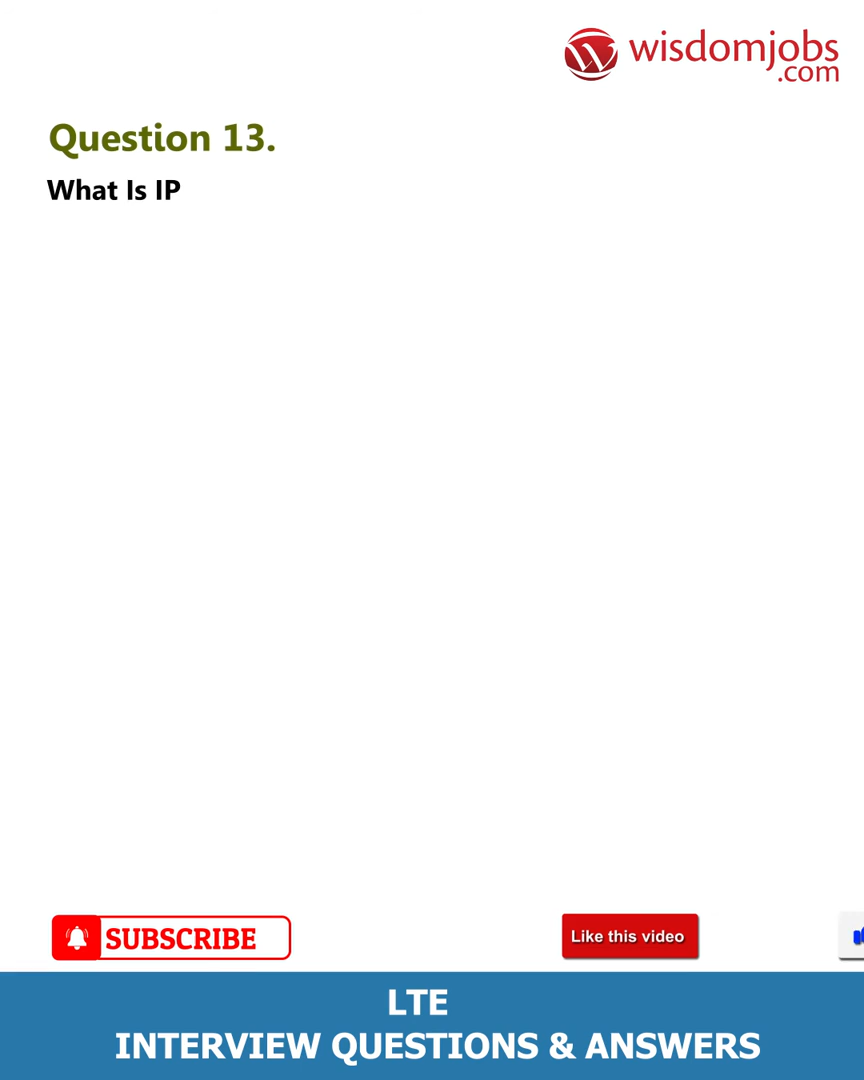 wisdomjobs
.com
Question 13.
What Is IP
SUBSCRIBE
Like this video
LTE
INTERVIEW QUESTIONS & ANSWERS